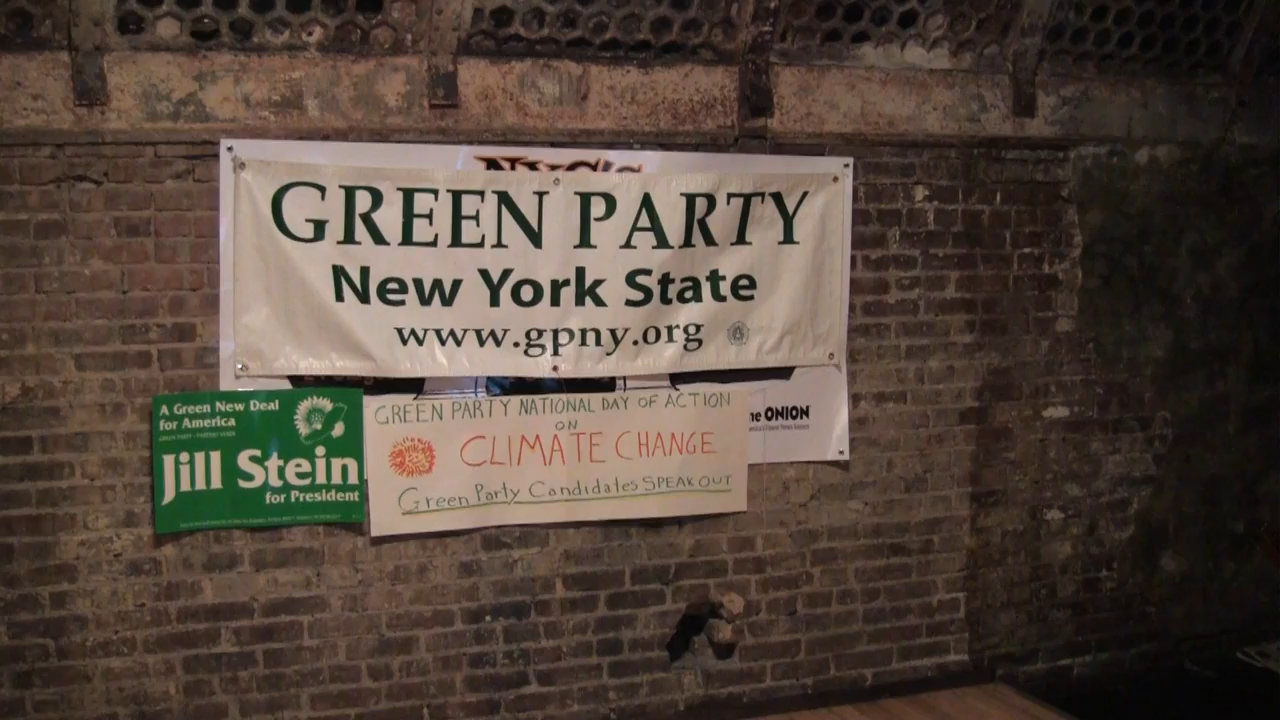 NYC's
GREEN PARTY
New York State
www.gpny.org
A Green New Deal
for America
Jill Stein
for President
GREEN PARTY NATIONAL DAY OF ACTION
ON
CLIMATE CHANGE
Green Party Candidates SPEAK OUT
ONION